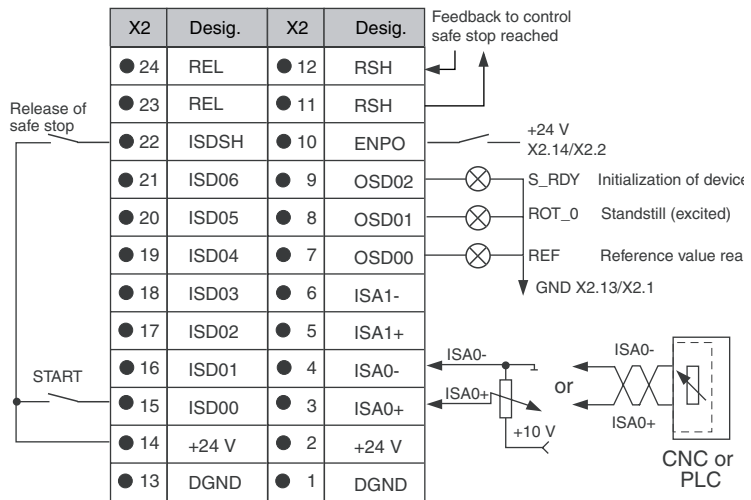 X2 Desig. X2 Desig.
Feedback to control
safe stop reached
24 REL 12 RSH
23 REL 11 RSH
Release of
safe stop
22 ISDSH 10 ENPO
+24 V
X2.14/X2.2
21 ISD06 9 OSD02 S_RDY Initialization of device
20 ISD05 8 OSD01 ROT_0 Standstill (excited)
19 ISD04 7 OSD00 REF Reference value rea
18 ISD03 6 ISA1-
GND X2.13/X2.1
17 ISD02 5 ISA1+
16 ISD01 4 ISA0- ISA0- ISA0-
START
or
15 ISD00 3 ISA0+ ISA0+ ISA0+
+10 V
14 +24 V 2 +24 V
13 DGND 1 DGND
CNC or
PLC